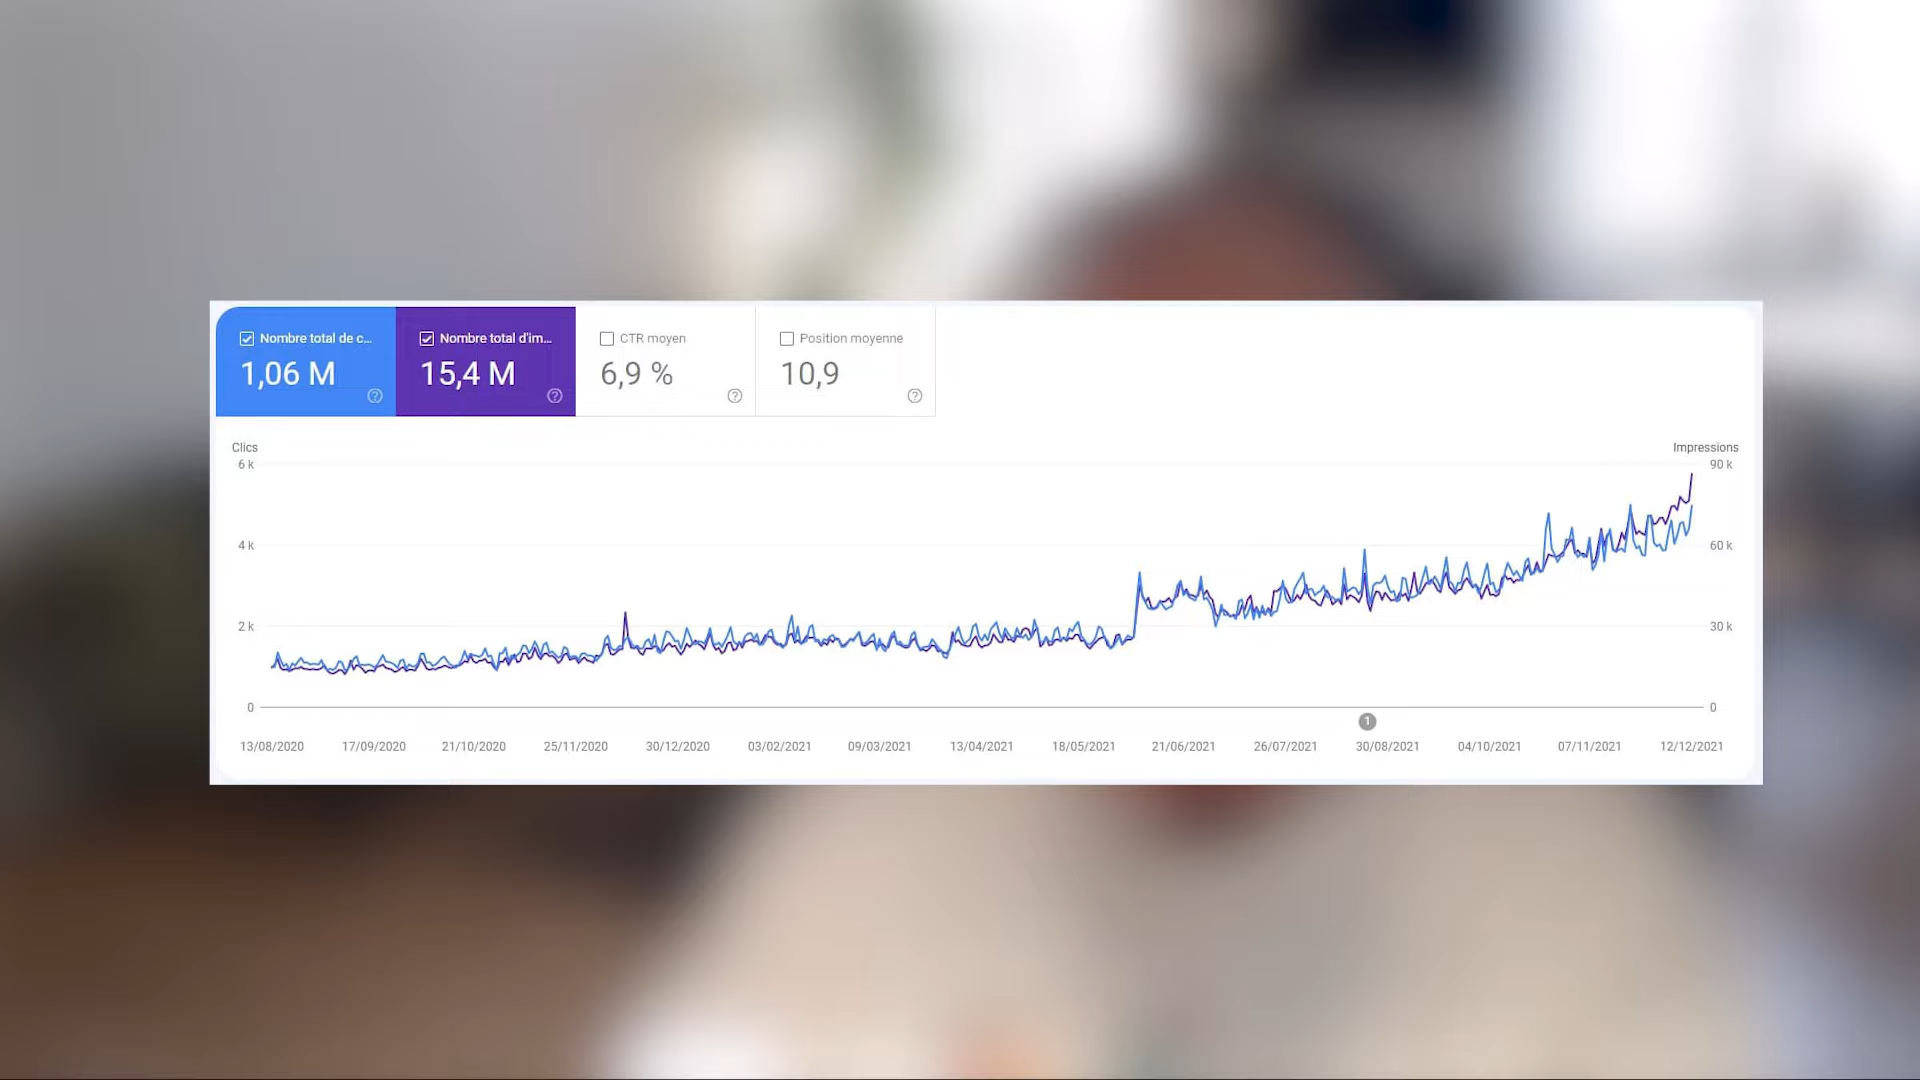 Nombre total de c... Nombre total d'im... CTR moyen Position moyenne
1,06 M 15,4 M 6,9 % 10,9
Clics Impressions
6 k 90 k
4 k 60 k
2 k 30 k
0 0
1
13/08/2020 17/09/2020 21/10/2020 25/11/2020 30/12/2020 03/02/2021 09/03/2021 13/04/2021 18/05/2021 21/06/2021 26/07/2021 30/08/2021 04/10/2021 07/11/2021 12/12/2021